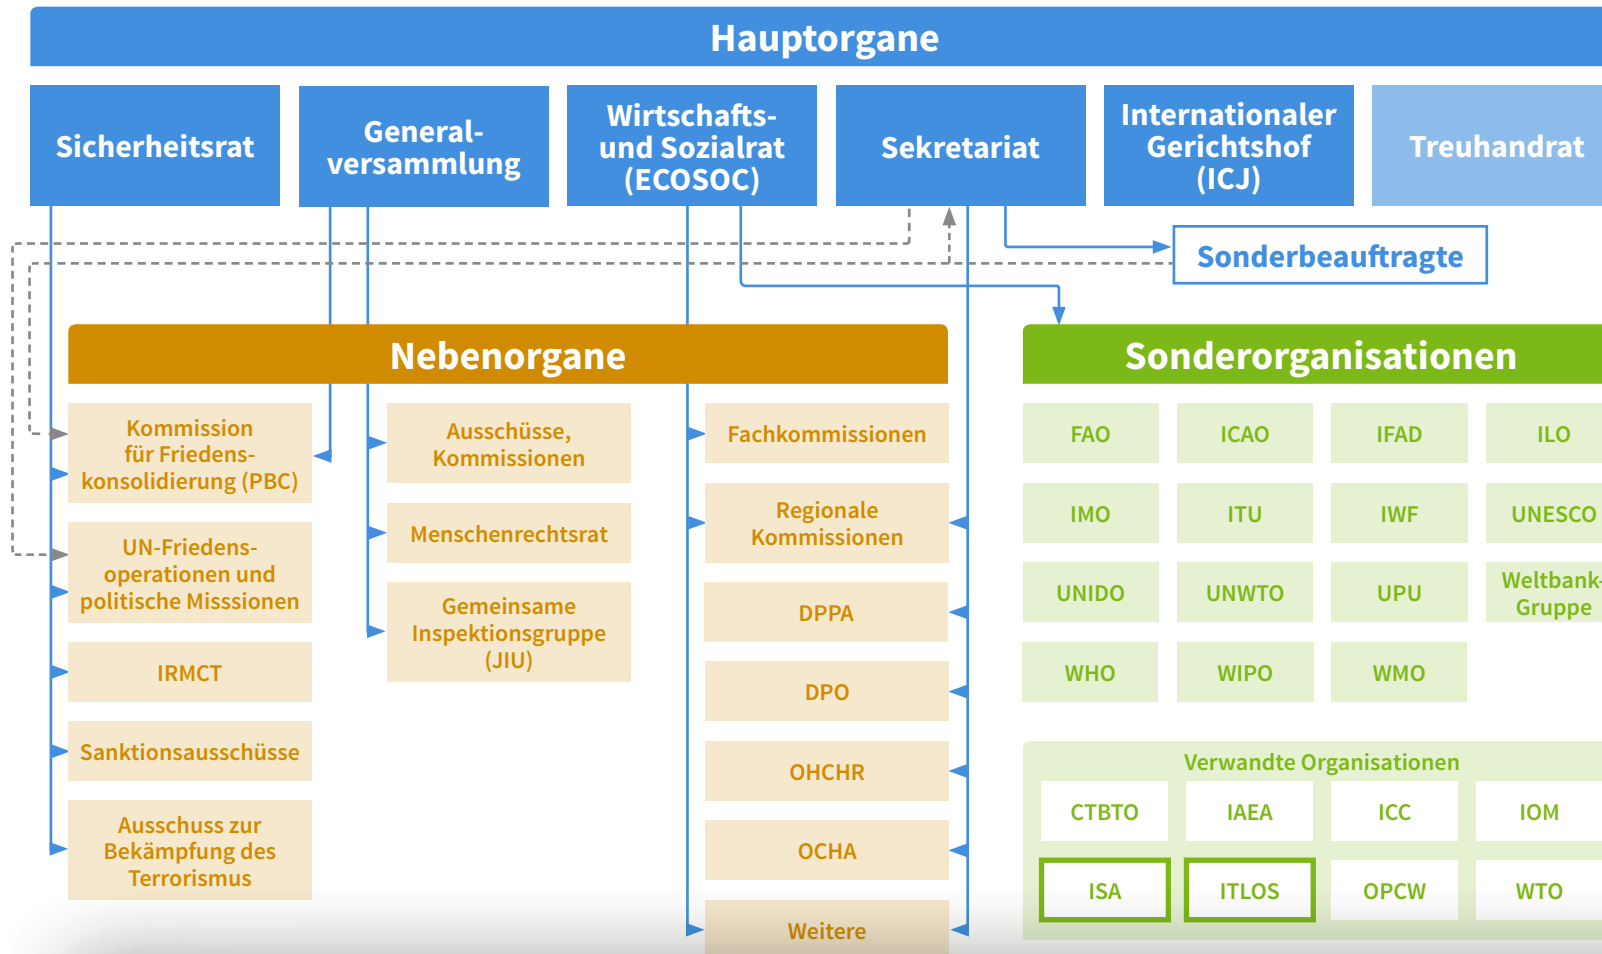 Hauptorgane
Sicherheitsrat
General-
versammlung
Wirtschafts-
und Sozialrat
(ECOSOC)
Sekretariat
Internationaler
Gerichtshof
(ICJ)
Treuhandrat
Sonderbeauftragte
Nebenorgane
Kommission
für Friedens-
konsolidierung (PBC)
UN-Friedens-
operationen und
politische Misssionen
IRMCT
Sanktionsausschüsse
Ausschuss zur
Bekämpfung des
Terrorismus
Ausschüsse,
Kommissionen
Menschenrechtsrat
Gemeinsame
Inspektionsgruppe
(JIU)
Fachkommissionen
Regionale
Kommissionen
DPPA
DPO
OHCHR
OCHA
Weitere
Sonderorganisationen
FAO
ICAO
IFAD
ILO
IMO
ITU
IWF
UNESCO
UNIDO
UNWTO
UPU
Weltbank-
Gruppe
WHO
WIPO
WMO
Verwandte Organisationen
CTBTO
IAEA
ICC
IOM
ISA
ITLOS
OPCW
WTO